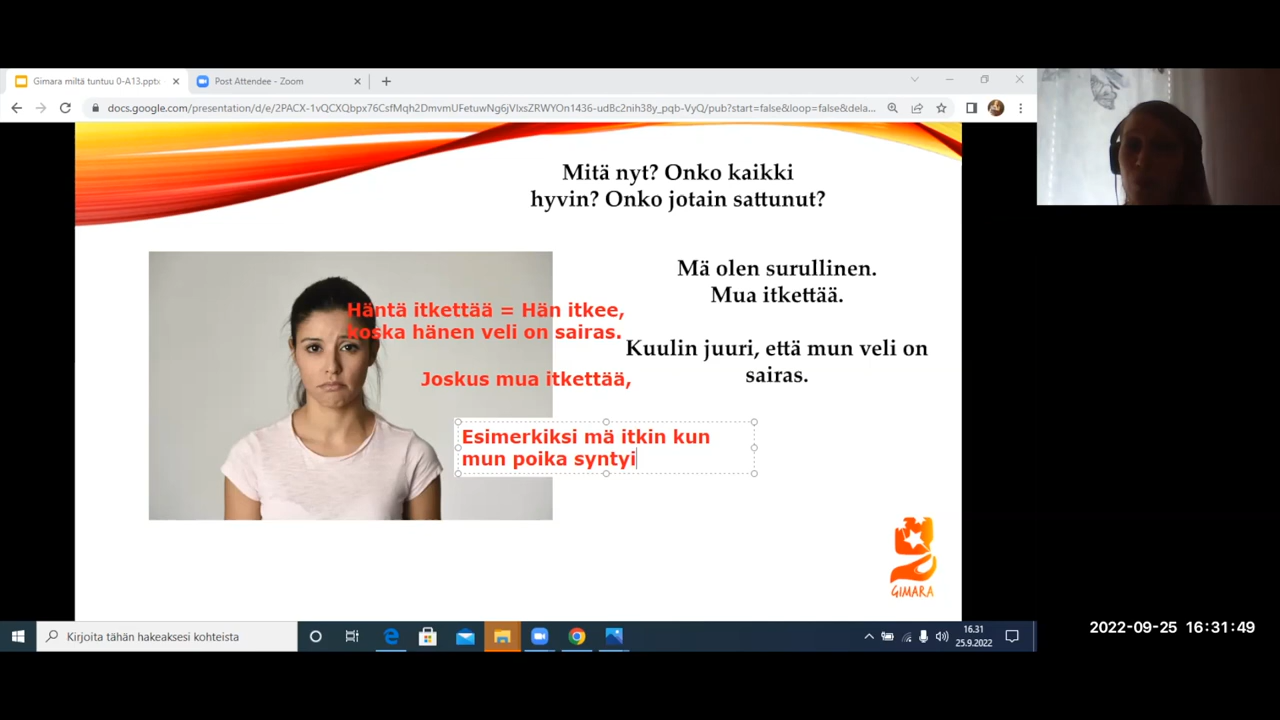 Gimara miltä tuntuu 0-A13.pptx
Post Attendee - Zoom
docs.google.com/presentation/d/e/2PACX-1vQCXQbpx76CsfMqh2DmvmUFetuwNg6jVlxsZRWYOn1436-udBc2nih38y_pqb-VyQ/pub?start=false&loop=false&dela...
Mitä nyt? Onko kaikki
hyvin? Onko jotain sattunut?
Mä olen surullinen.
Mua itkettää.
Häntä itkettää = Hän itkee,
koska hänen veli on sairas.
Kuulin juuri, että mun veli on
sairas.
Joskus mua itkettää,
Esimerkiksi mä itkin kun
mun poika syntyi
GIMARA
Kirjoita tähän hakeaksesi kohteista
16.31
25.9.2022
2022-09-25 16:31:49